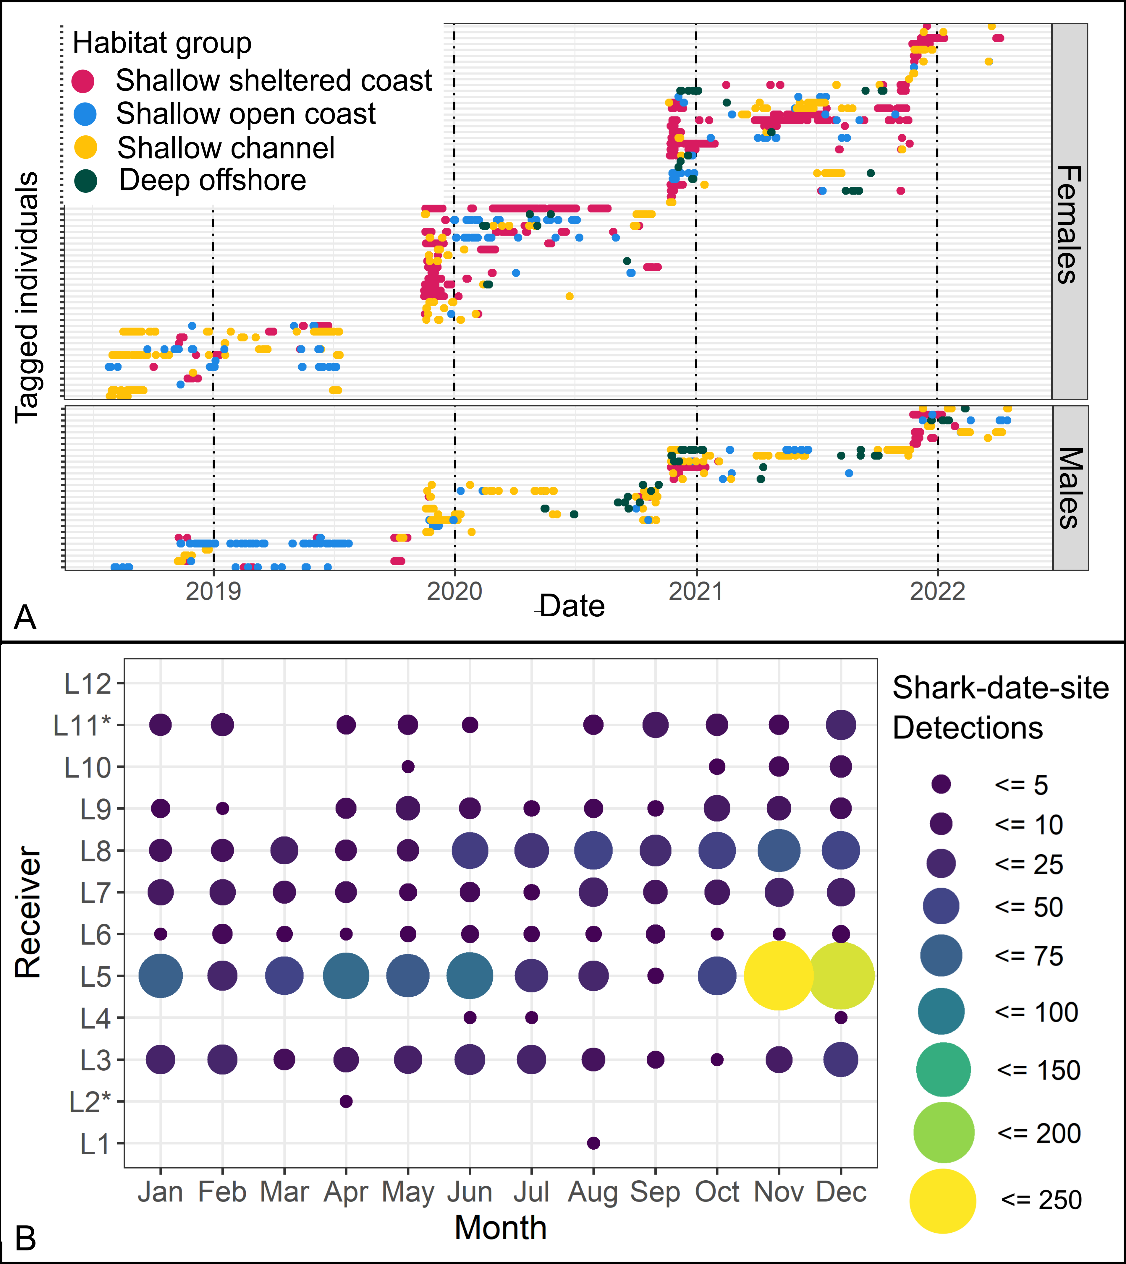 Habitat group
Shallow sheltered coast
Shallow open coast
Shallow channel
Deep offshore
Tagged individuals
Females
Males
2019
2020
2021
2022
Date
A
L12
L11*
L10
L9
L8
L7
L6
L5
L4
L3
L2*
L1
Receiver
Jan Feb Mar Apr May Jun Jul Aug Sep Oct Nov Dec
Month
B
Shark-date-site
Detections
<= 5
<= 10
<= 25
<= 50
<= 75
<= 100
<= 150
<= 200
<= 250